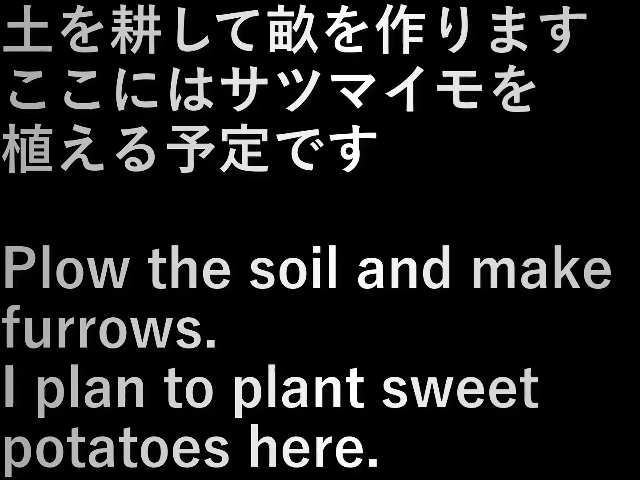 土を耕して畝を作ります
ここにはサツマイモを
植える予定です
Plow the soil and make
furrows.
I plan to plant sweet
potatoes here.